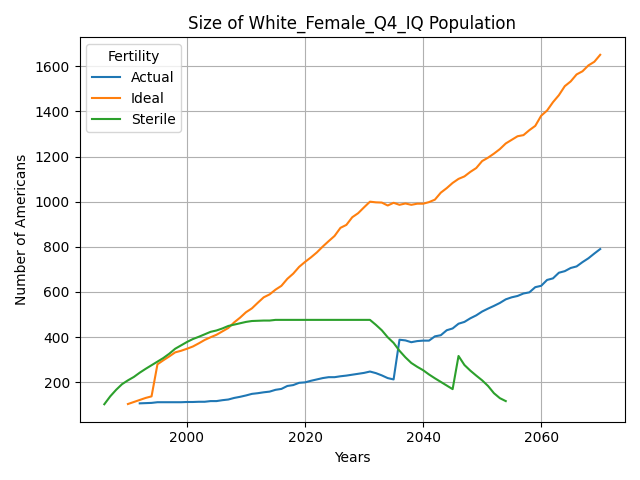 Size of White_Female_Q4_IQ Population
Fertility
Actual
Ideal
Sterile
Number of Americans
1600
1400
1200
1000
800
600
400
200
2000
2020
2040
2060
Years